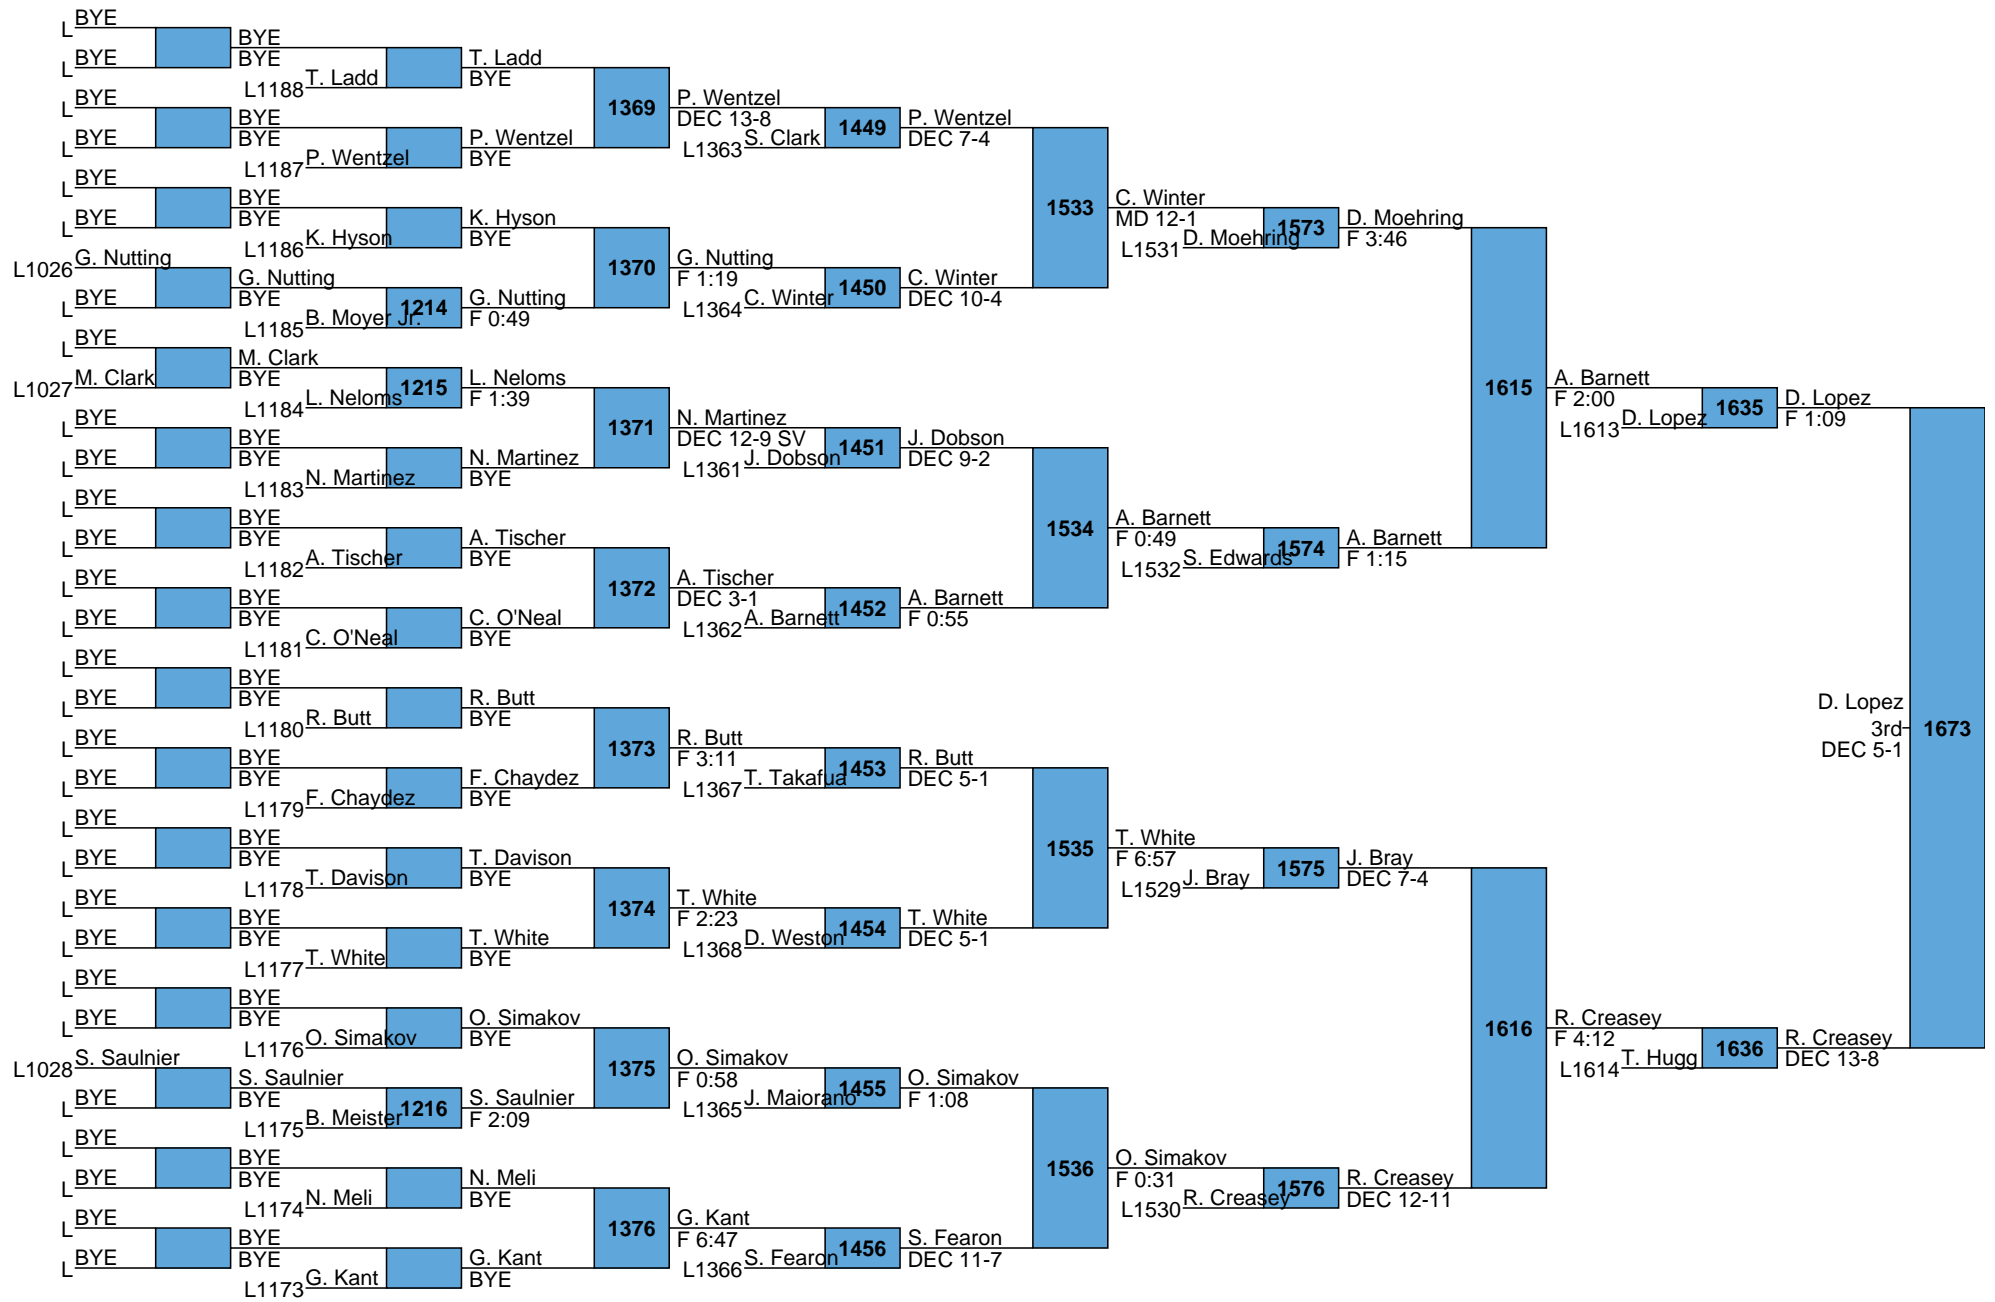 BYE
L
BYE
L
BYE
L
BYE
L
BYE
L
BYE
L
L1026 G. Nutting
BYE
L
BYE
L
L1027 M. Clark
BYE
L
BYE
L
BYE
L
BYE
L
BYE
L
BYE
L
BYE
L
BYE
L
BYE
L
BYE
L
BYE
L
BYE
L
BYE
L
BYE
L
BYE
L
BYE
L
L1028 S. Saulnier
BYE
L
BYE
L
BYE
L
BYE
L
BYE
L
BYE
BYE
L1188 T. Ladd
BYE
BYE
L1187 P. Wentzel
BYE
BYE
L1186 K. Hyson
G. Nutting
BYE
1214
L1185 B. Moyer Jr.
M. Clark
BYE
1215
L1184 L. Neloms
BYE
BYE
L1183 N. Martinez
BYE
BYE
L1182 A. Tischer
BYE
BYE
L1181 C. O'Neal
BYE
BYE
L1180 R. Butt
BYE
BYE
L1179 F. Chaydez
BYE
BYE
L1178 T. Davison
BYE
BYE
L1177 T. White
BYE
BYE
L1176 O. Simakov
S. Saulnier
BYE
1216
L1175 B. Meister
BYE
BYE
L1174 N. Meli
BYE
BYE
L1173 G. Kant
T. Ladd
BYE
1369
P. Wentzel
BYE
K. Hyson
BYE
1370
G. Nutting
F 0:49
L. Neloms
F 1:39
1371
N. Martinez
BYE
A. Tischer
BYE
1372
C. O'Neal
BYE
R. Butt
BYE
1373
F. Chaydez
BYE
T. Davison
BYE
1374
T. White
BYE
O. Simakov
BYE
1375
S. Saulnier
F 2:09
N. Meli
BYE
1376
G. Kant
BYE
P. Wentzel
DEC 13-8
1449
L1363 S. Clark
G. Nutting
F 1:19
1450
L1364 C. Winter
N. Martinez
DEC 12-9 SV
1451
L1361 J. Dobson
A. Tischer
DEC 3-1
1452
L1362 A. Barnett
R. Butt
F 3:11
1453
L1367 T. Takafua
T. White
F 2:23
1454
L1368 D. Weston
O. Simakov
F 0:58
1455
L1365 J. Maiorano
G. Kant
F 6:47
1456
L1366 S. Fearon
P. Wentzel
DEC 7-4
1533
C. Winter
DEC 10-4
J. Dobson
DEC 9-2
1534
A. Barnett
F 0:55
R. Butt
DEC 5-1
1535
T. White
DEC 5-1
O. Simakov
F 1:08
1536
S. Fearon
DEC 11-7
C. Winter
MD 12-1
1573
L1531 D. Moehring
A. Barnett
F 0:49
1574
L1532 S. Edwards
T. White
F 6:57
1575
L1529 J. Bray
O. Simakov
F 0:31
1576
L1530 R. Creasey
D. Moehring
F 3:46
1615
A. Barnett
F 1:15
J. Bray
DEC 7-4
1616
R. Creasey
DEC 12-11
A. Barnett
F 2:00
1635
L1613 D. Lopez
R. Creasey
F 4:12
1636
L1614 T. Hugg
D. Lopez
F 1:09
R. Creasey
DEC 13-8
D. Lopez
3rd
1673
DEC 5-1